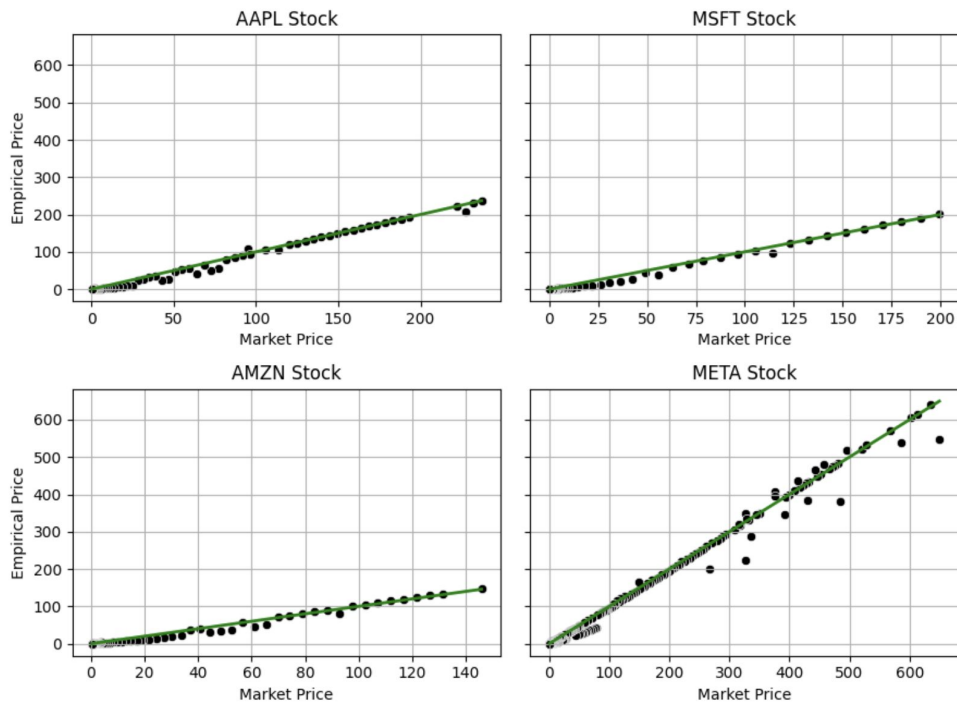 AAPL Stock
MSFT Stock
Empirical Price
600
500
400
300
200
100
0
0 50 100 150 200
Market Price
0 25 50 75 100 125 150 175 200
Market Price
AMZN Stock
META Stock
Empirical Price
600
500
400
300
200
100
0
0 20 40 60 80 100 120 140
Market Price
0 100 200 300 400 500 600
Market Price